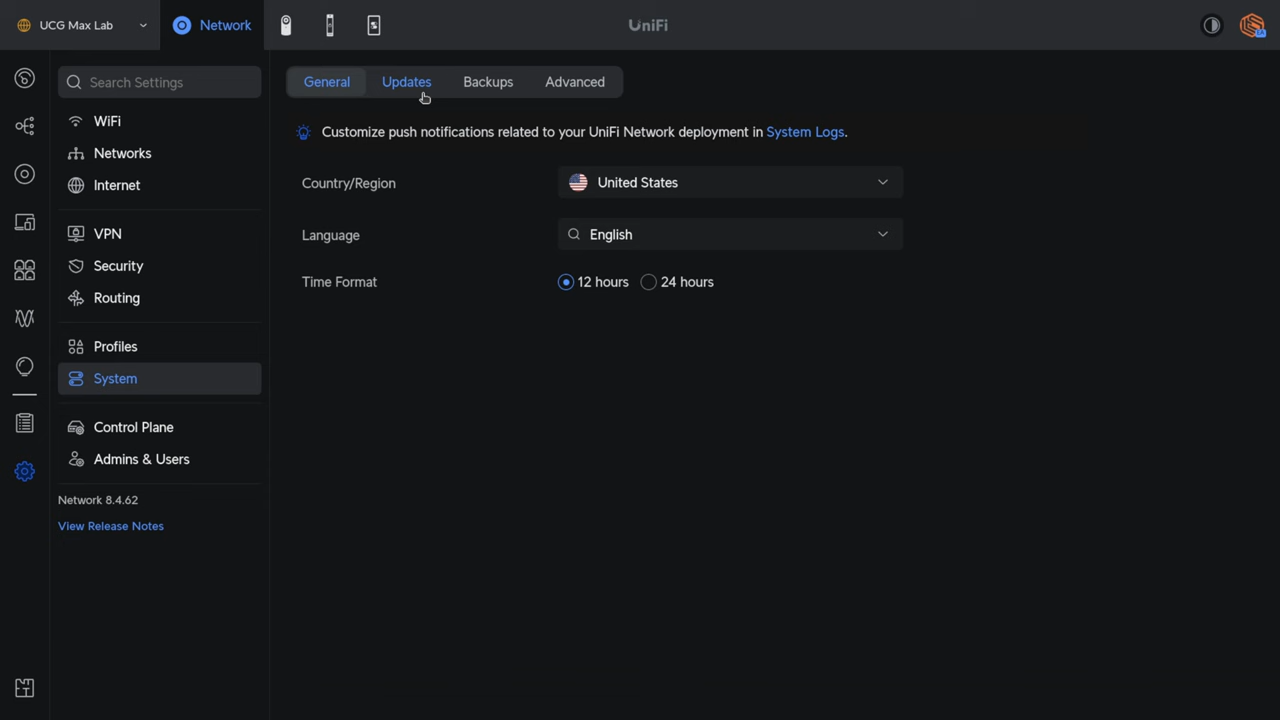 UCG Max Lab
Network
UniFi
Search Settings
WiFi
Networks
Internet
VPN
Security
Routing
Profiles
System
Control Plane
Admins & Users
Network 8.4.62
View Release Notes
General
Updates
Backups
Advanced
Customize push notifications related to your UniFi Network deployment in System Logs.
Country/Region
United States
Language
English
Time Format
12 hours
24 hours